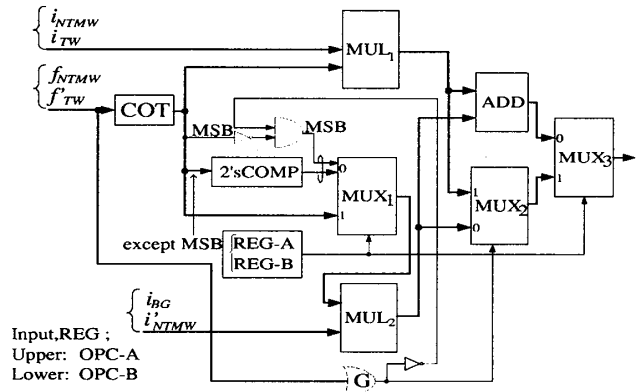 i_NTMW
i_TW
MUL1
f_NTMW
f'_TW
COT
ADD
MSB
MSB
0
MUX3
1
2'sCOMP
0
MUX1
1
1
MUX2
0
except MSB
REG-A
REG-B
i_BG
i'_NTMW
MUL2
Input,REG ;
Upper: OPC-A
Lower: OPC-B
G